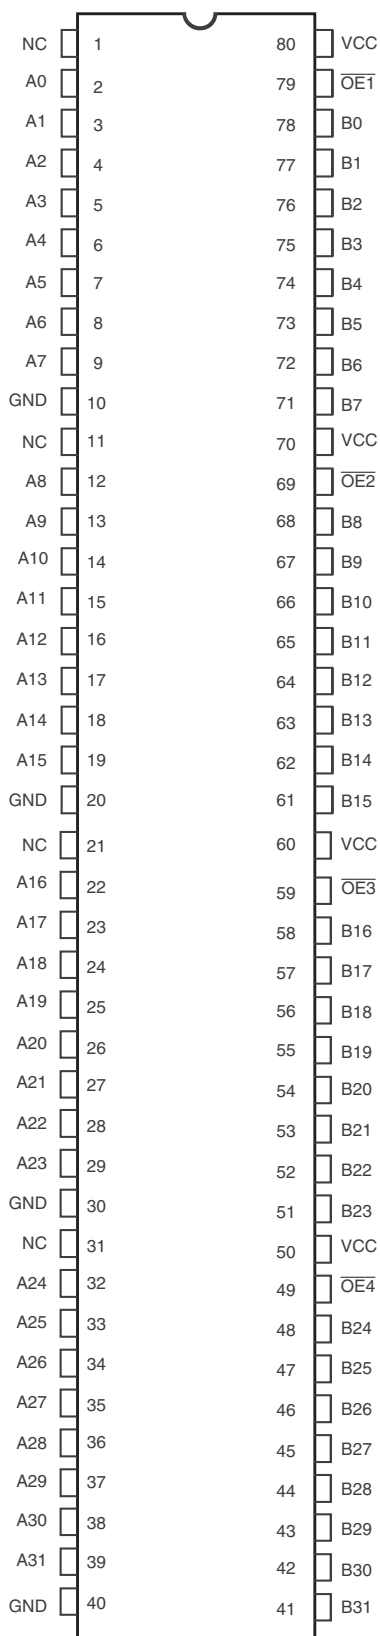 NC 1 80 VCC
A0 2 79 OE1
A1 3 78 B0
A2 4 77 B1
A3 5 76 B2
A4 6 75 B3
A5 7 74 B4
A6 8 73 B5
A7 9 72 B6
GND 10 71 B7
NC 11 70 VCC
A8 12 69 OE2
A9 13 68 B8
A10 14 67 B9
A11 15 66 B10
A12 16 65 B11
A13 17 64 B12
A14 18 63 B13
A15 19 62 B14
GND 20 61 B15
NC 21 60 VCC
A16 22 59 OE3
A17 23 58 B16
A18 24 57 B17
A19 25 56 B18
A20 26 55 B19
A21 27 54 B20
A22 28 53 B21
A23 29 52 B22
GND 30 51 B23
NC 31 50 VCC
A24 32 49 OE4
A25 33 48 B24
A26 34 47 B25
A27 35 46 B26
A28 36 45 B27
A29 37 44 B28
A30 38 43 B29
A31 39 42 B30
GND 40 41 B31